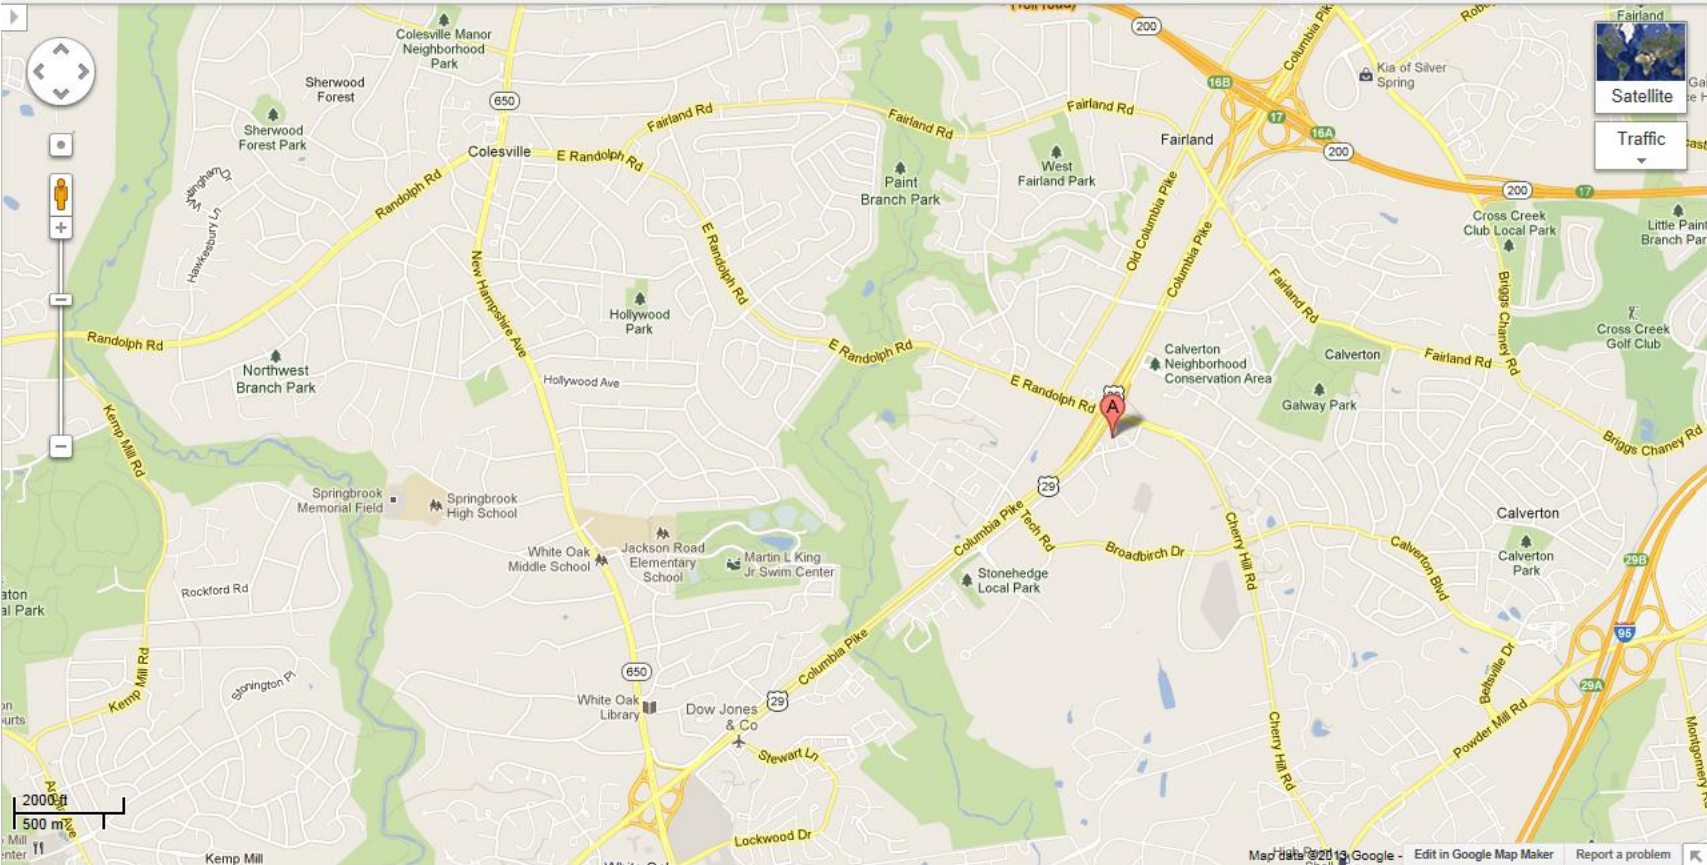 (Toll road)
Colesville Manor
Neighborhood
Park
Sherwood
Forest
Sherwood
Forest Park
650
Colesville
Fairland Rd
E Randolph Rd
Randolph Rd
Hawkesbury Ln
New Hampshire Ave
Fairland Rd
Paint
Branch Park
West
Fairland Park
Fairland Rd
Fairland
200
16B
17
16A
200
Columbia Pike
Kia of Silver
Spring
Fairland
Satellite
Traffic
200
17
Cross Creek
Club Local Park
Little Paint
Old Columbia Pike
Columbia Pike
E Randolph Rd
Hollywood
Park
Randolph Rd
Northwest
Branch Park
Hollywood Ave
E Randolph Rd
E Randolph Rd
Calverton
Neighborhood
Conservation Area
Fairland Rd
Calverton
Galway Park
Fairland Rd
Briggs Chaney Rd
Cross Creek
Golf Club
Briggs Chaney Rd
A
Kemp Mill Rd
Springbrook
Memorial Field
Springbrook
High School
29
Columbia Pike
Tech Rd
Broadbirch Dr
Cherry Hill Rd
Calverton
Calverton
Park
Calverton Blvd
White Oak
Middle School
Jackson Road
Elementary
School
Martin L King
Jr Swim Center
Stonehedge
Local Park
Rockford Rd
29B
95
29A
Beltsville Dr
Powder Mill Rd
Kemp Mill Rd
Stonington Pl
650
White Oak
Library
Dow Jones
& Co
29
Columbia Pike
Stewart Ln
Lockwood Dr
Cherry Hill Rd
2000 ft
500 m
Kemp Mill
Map data ©2013 Google -
Edit in Google Map Maker
Report a problem